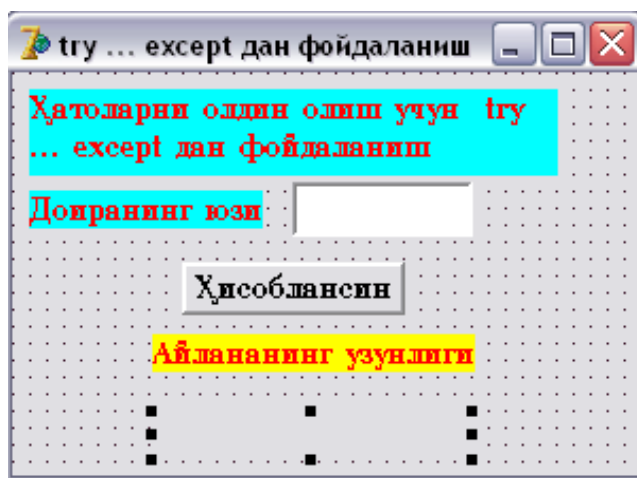 try ... except дан фойдаланиш
Ҳатоларни олдин олиш учун try
... except дан фойдаланиш
Доиранинг юзи
Ҳисоблансин
Айлананинг узунлиги